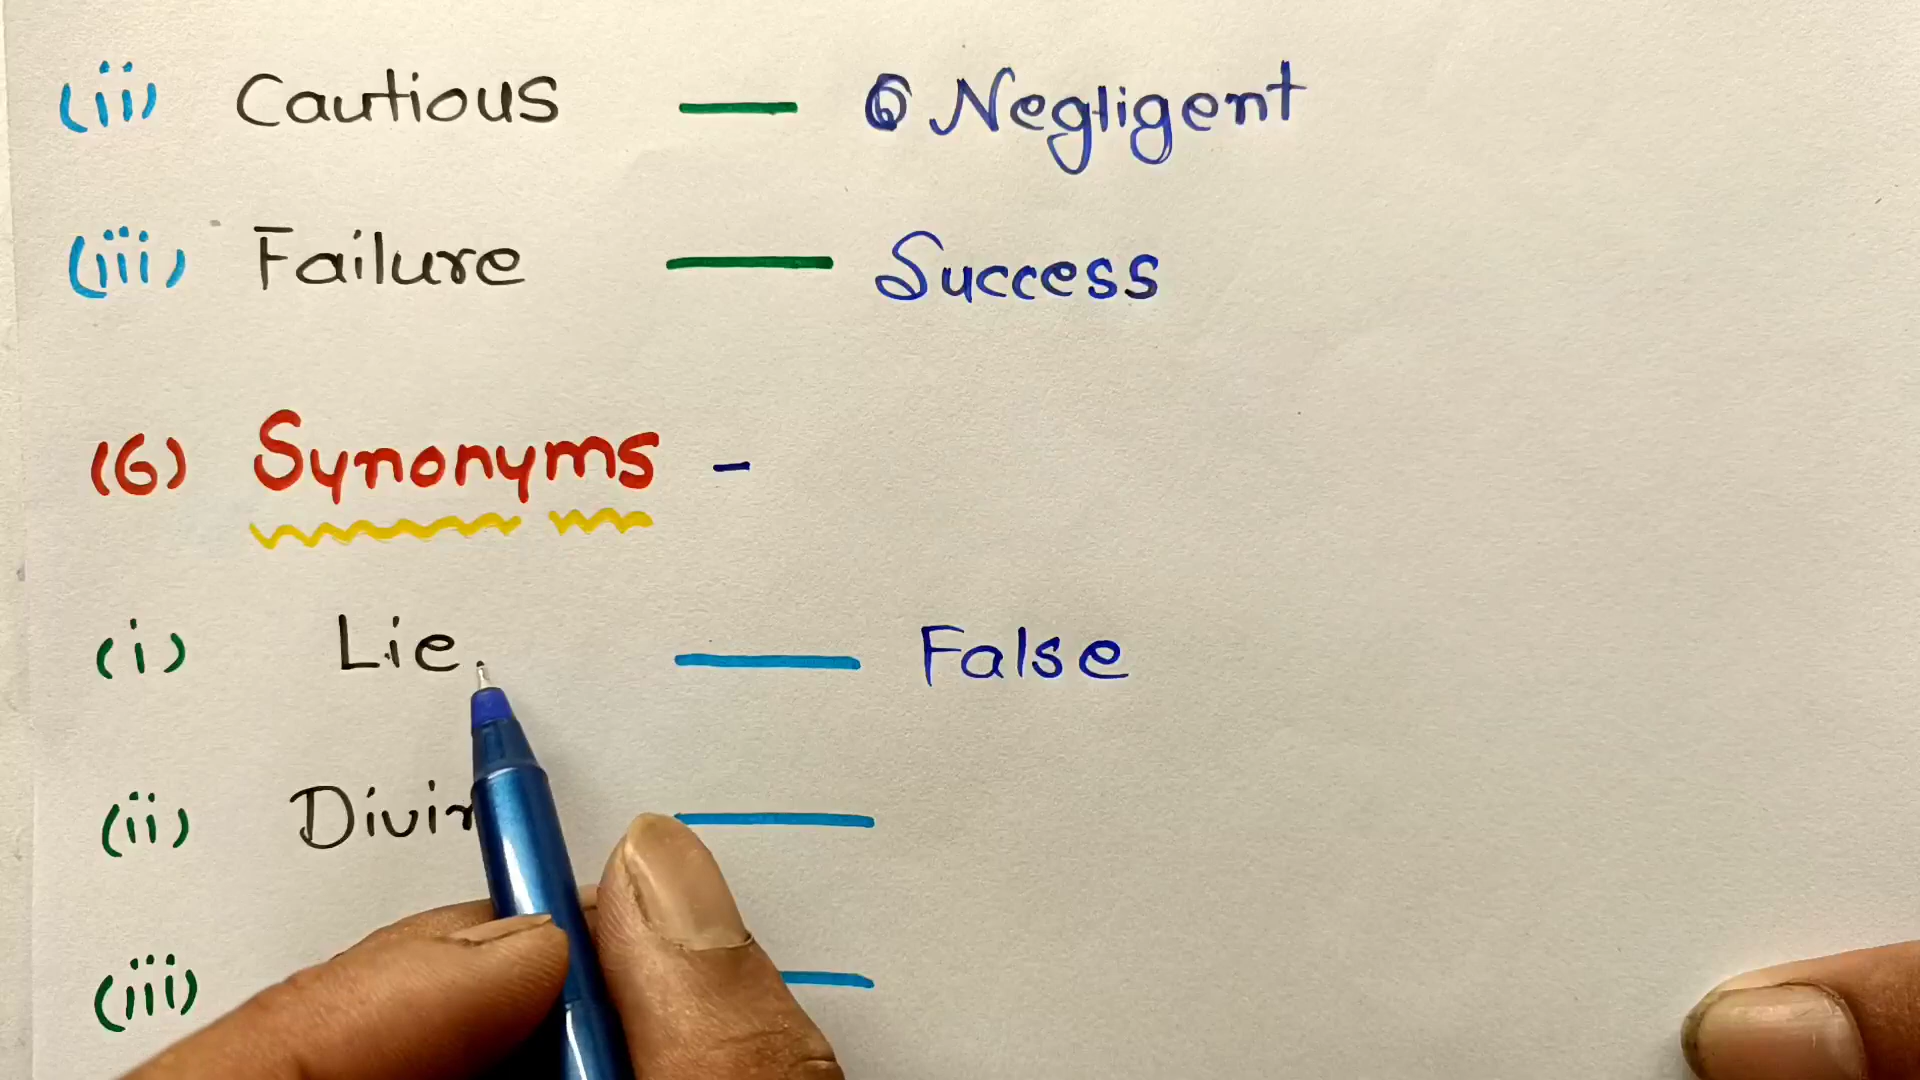 (ii) Cautious — Negligent
(iii) Failure — Success
(6) Synonyms -
(i) Lie — False
(ii) —
(iii) —